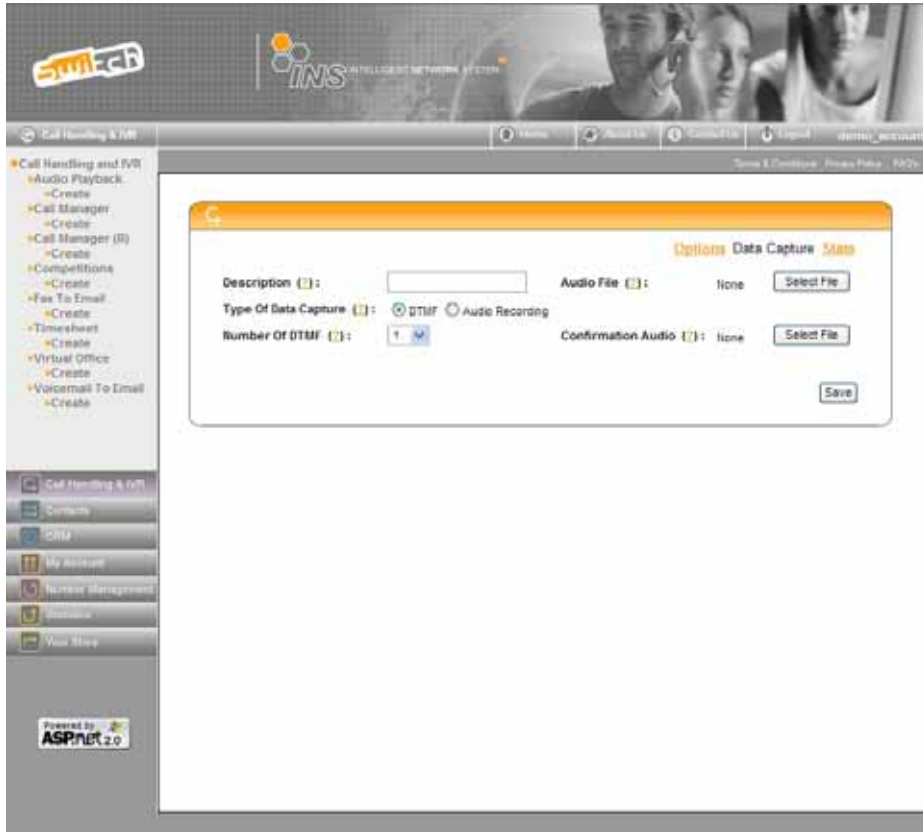 switch
INS INTELLIGENT NETWORK SYSTEM
Call Handling & IVR
Home
About Us
Contact Us
Logout
demo_account
Terms & Conditions Privacy Policy FAQs
Call Handling and IVR
Audio Playback
Create
Call Manager
Create
Call Manager (R)
Create
Competitions
Create
Fax To Email
Create
Timesheet
Create
Virtual Office
Create
Voicemail To Email
Create
Options Data Capture Stats
Description (?): Audio File (?): None Select File
Type Of Data Capture (?): DTMF Audio Recording
Number Of DTMF (?): 1 Confirmation Audio (?): None Select File
Save
Call Handling & IVR
Contacts
CRM
My Account
Number Management
Statistics
Your Store
Powered by
ASP.net 2.0